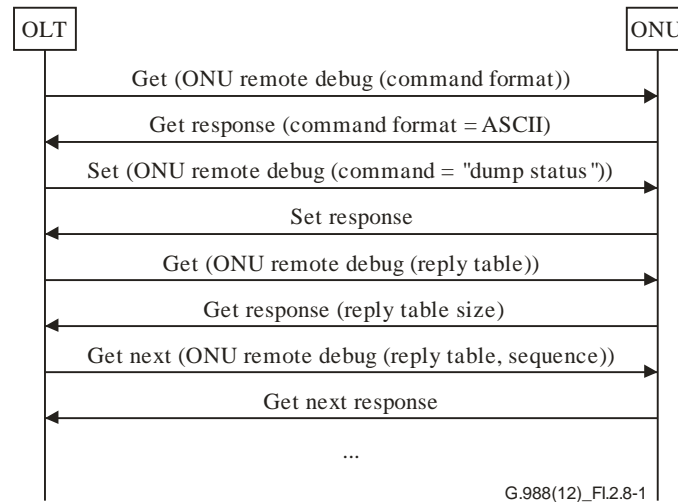 OLT ONU
Get (ONU remote debug (command format))
Get response (command format = ASCII)
Set (ONU remote debug (command = "dump status"))
Set response
Get (ONU remote debug (reply table))
Get response (reply table size)
Get next (ONU remote debug (reply table, sequence))
Get next response
...
G.988(12)_FI.2.8-1